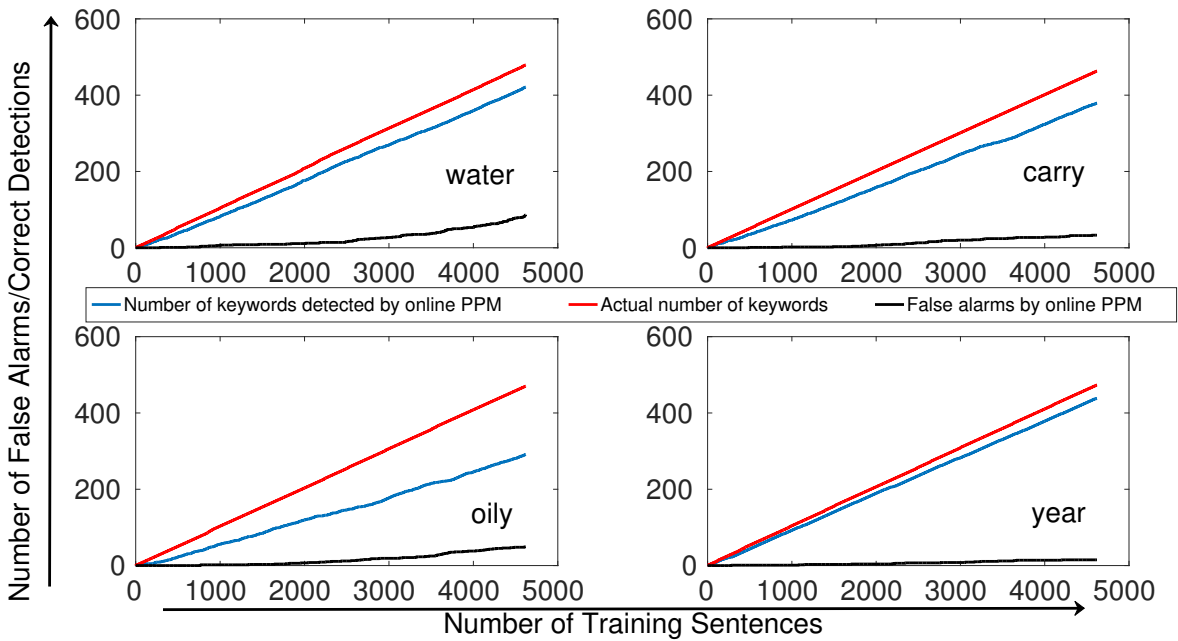 Number of False Alarms/Correct Detections
600
400
200
0
0 1000 2000 3000 4000 5000
water
600
400
200
0
0 1000 2000 3000 4000 5000
carry
Number of keywords detected by online PPM Actual number of keywords False alarms by online PPM
600
400
200
0
0 1000 2000 3000 4000 5000
oily
600
400
200
0
0 1000 2000 3000 4000 5000
year
Number of Training Sentences